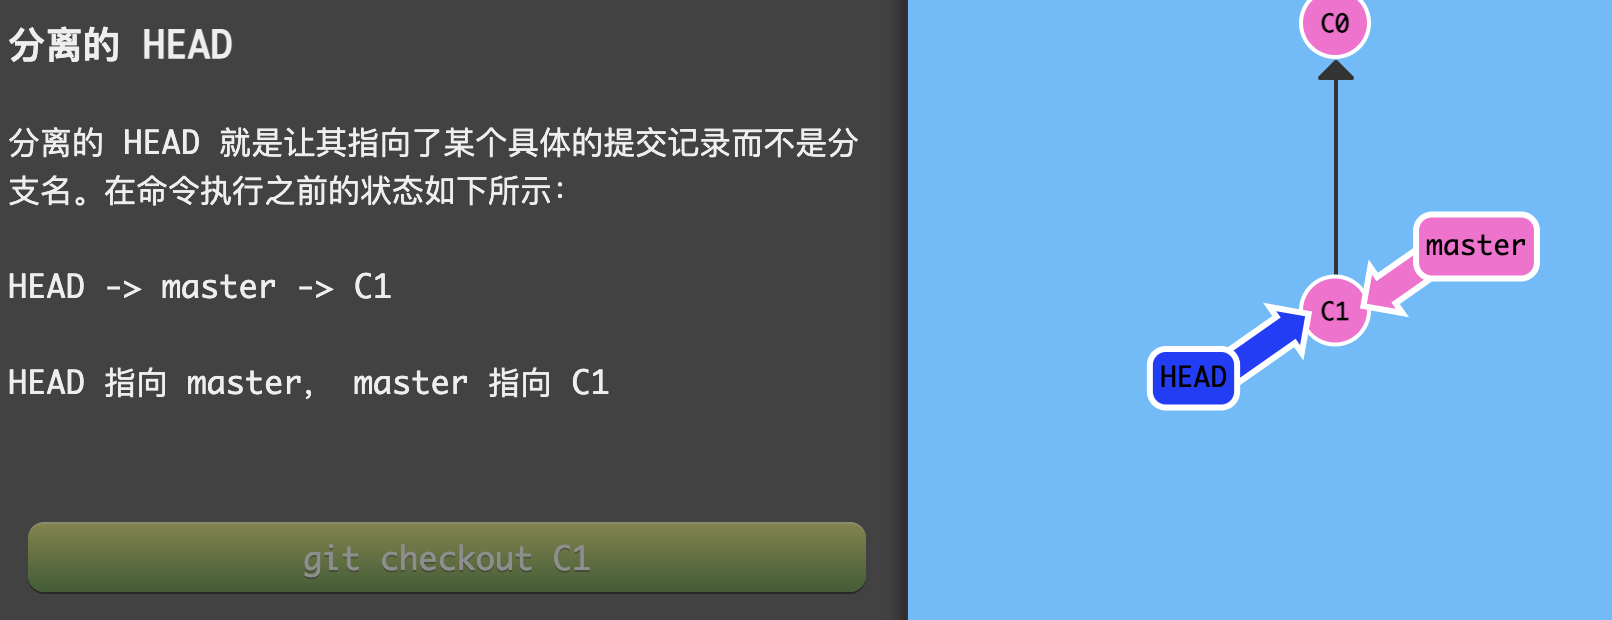 分离的 HEAD
分离的 HEAD 就是让其指向了某个具体的提交记录而不是分
支名。在命令执行之前的状态如下所示：
HEAD -> master -> C1
HEAD 指向 master， master 指向 C1
git checkout C1
C0
master
C1
HEAD